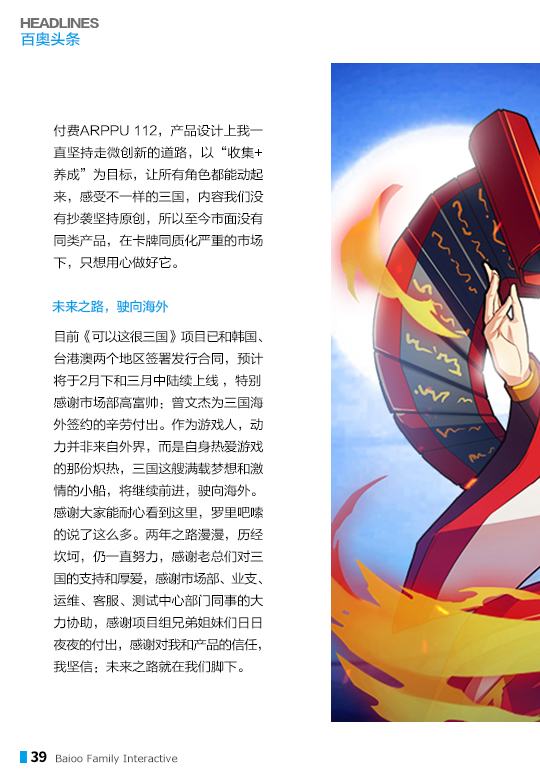 HEADLINES
百奥头条
付费ARPPU 112，产品设计上我一
直坚持走微创新的道路，以“收集+
养成”为目标，让所有角色都能动起
来，感受不一样的三国，内容我们没
有抄袭坚持原创，所以至今市面没有
同类产品，在卡牌同质化严重的市场
下，只想用心做好它。
未来之路，驶向海外
目前《可以这很三国》项目已和韩国、
台港澳两个地区签署发行合同，预计
将于2月下和三月中陆续上线 ，特别
感谢市场部高富帅；曾文杰为三国海
外签约的辛劳付出。作为游戏人，动
力并非来自外界，而是自身热爱游戏
的那份炽热，三国这艘满载梦想和激
情的小船，将继续前进，驶向海外。
感谢大家能耐心看到这里，罗里吧嗦
的说了这么多。两年之路漫漫，历经
坎坷，仍一直努力，感谢老总们对三
国的支持和厚爱，感谢市场部、业支、
运维、客服、测试中心部门同事的大
力协助，感谢项目组兄弟姐妹们日日
夜夜的付出，感谢对我和产品的信任，
我坚信；未来之路就在我们脚下。
39 Baioo Family Interactive